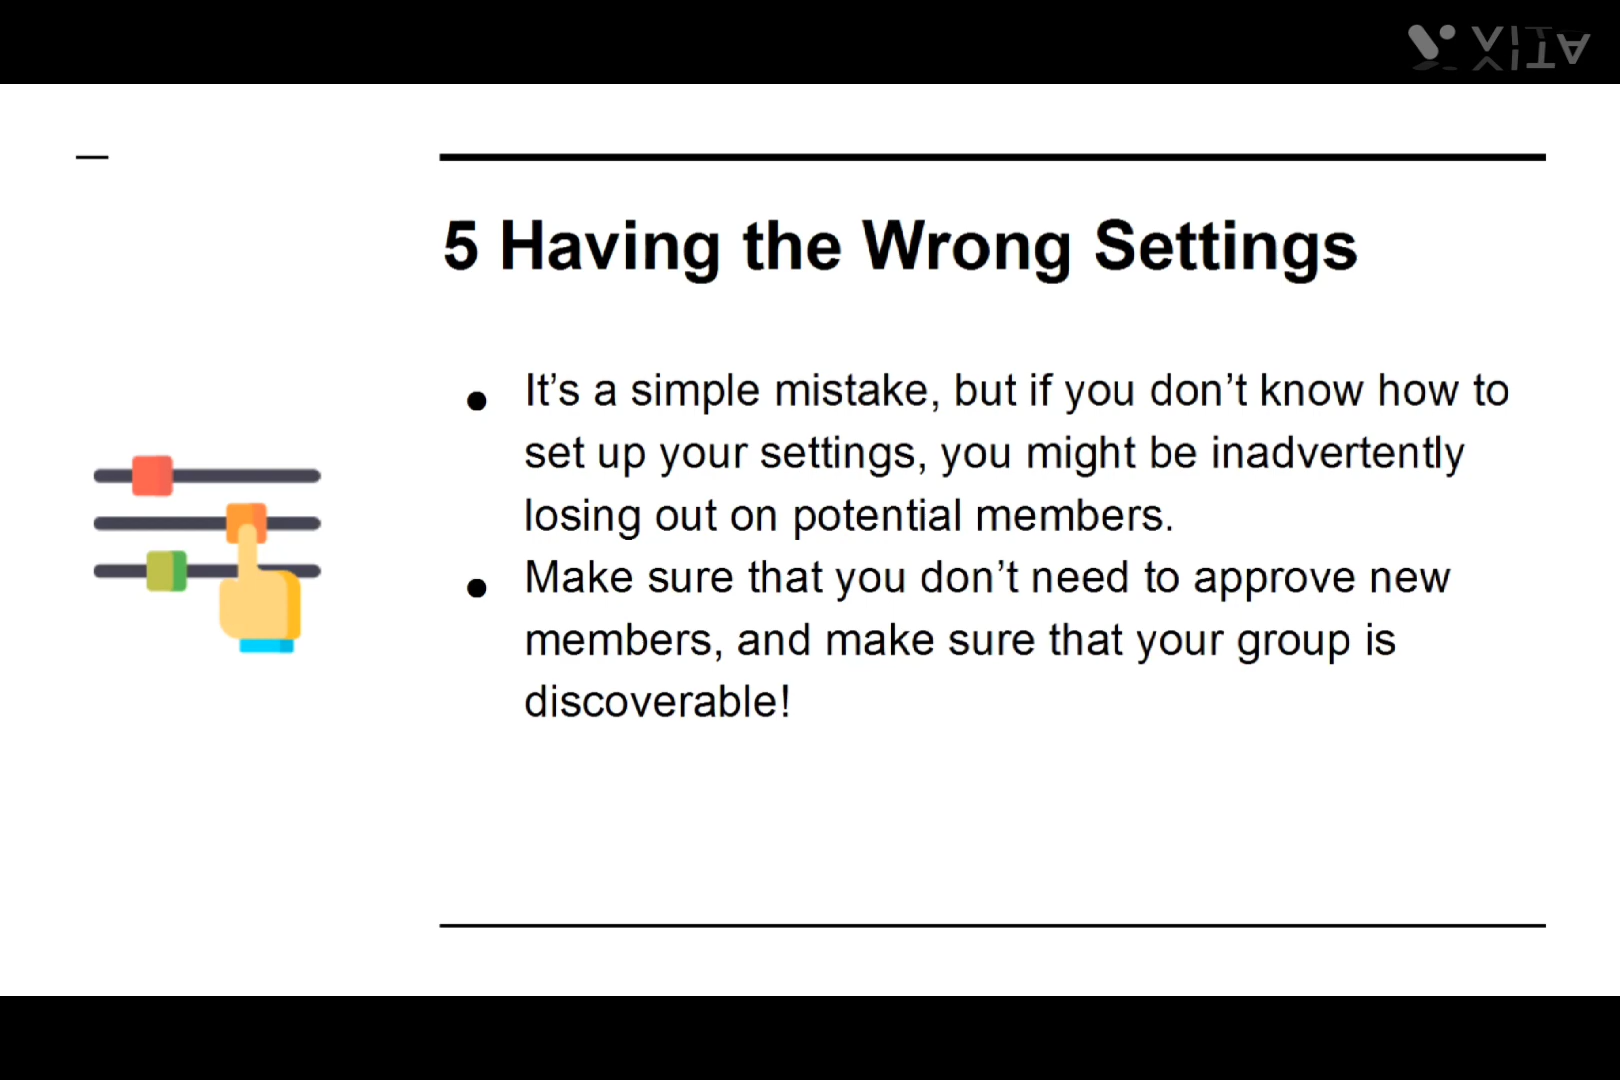 VITA
5 Having the Wrong Settings
● It’s a simple mistake, but if you don’t know how to
set up your settings, you might be inadvertently
losing out on potential members.
● Make sure that you don’t need to approve new
members, and make sure that your group is
discoverable!